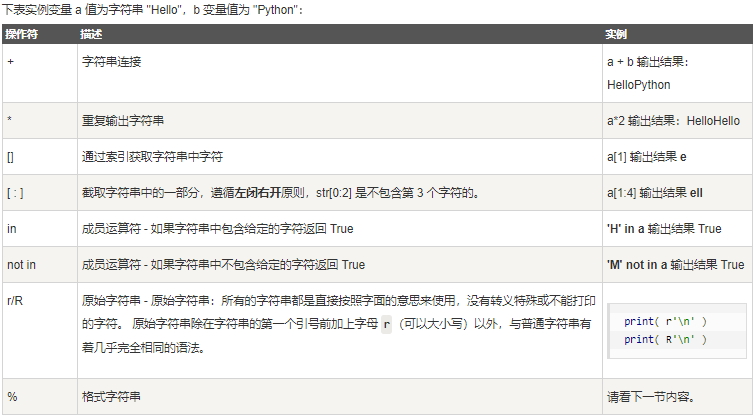 下表实例变量 a 值为字符串 "Hello"，b 变量值为 "Python"：
操作符 描述 实例
+ 字符串连接 a + b 输出结果：
HelloPython
* 重复输出字符串 a*2 输出结果：HelloHello
[] 通过索引获取字符串中字符 a[1] 输出结果 e
[ : ] 截取字符串中的一部分，遵循左闭右开原则，str[0:2] 是不包含第 3 个字符的。 a[1:4] 输出结果 ell
in 成员运算符 - 如果字符串中包含给定的字符返回 True 'H' in a 输出结果 True
not in 成员运算符 - 如果字符串中不包含给定的字符返回 True 'M' not in a 输出结果 True
r/R 原始字符串 - 原始字符串：所有的字符串都是直接按照字面的意思来使用，没有转义特殊或不能打印
的字符。 原始字符串除在字符串的第一个引号前加上字母 r （可以大小写）以外，与普通字符串有
着几乎完全相同的语法。
print( r'\n' )
print( R'\n' )
% 格式字符串 请看下一节内容。